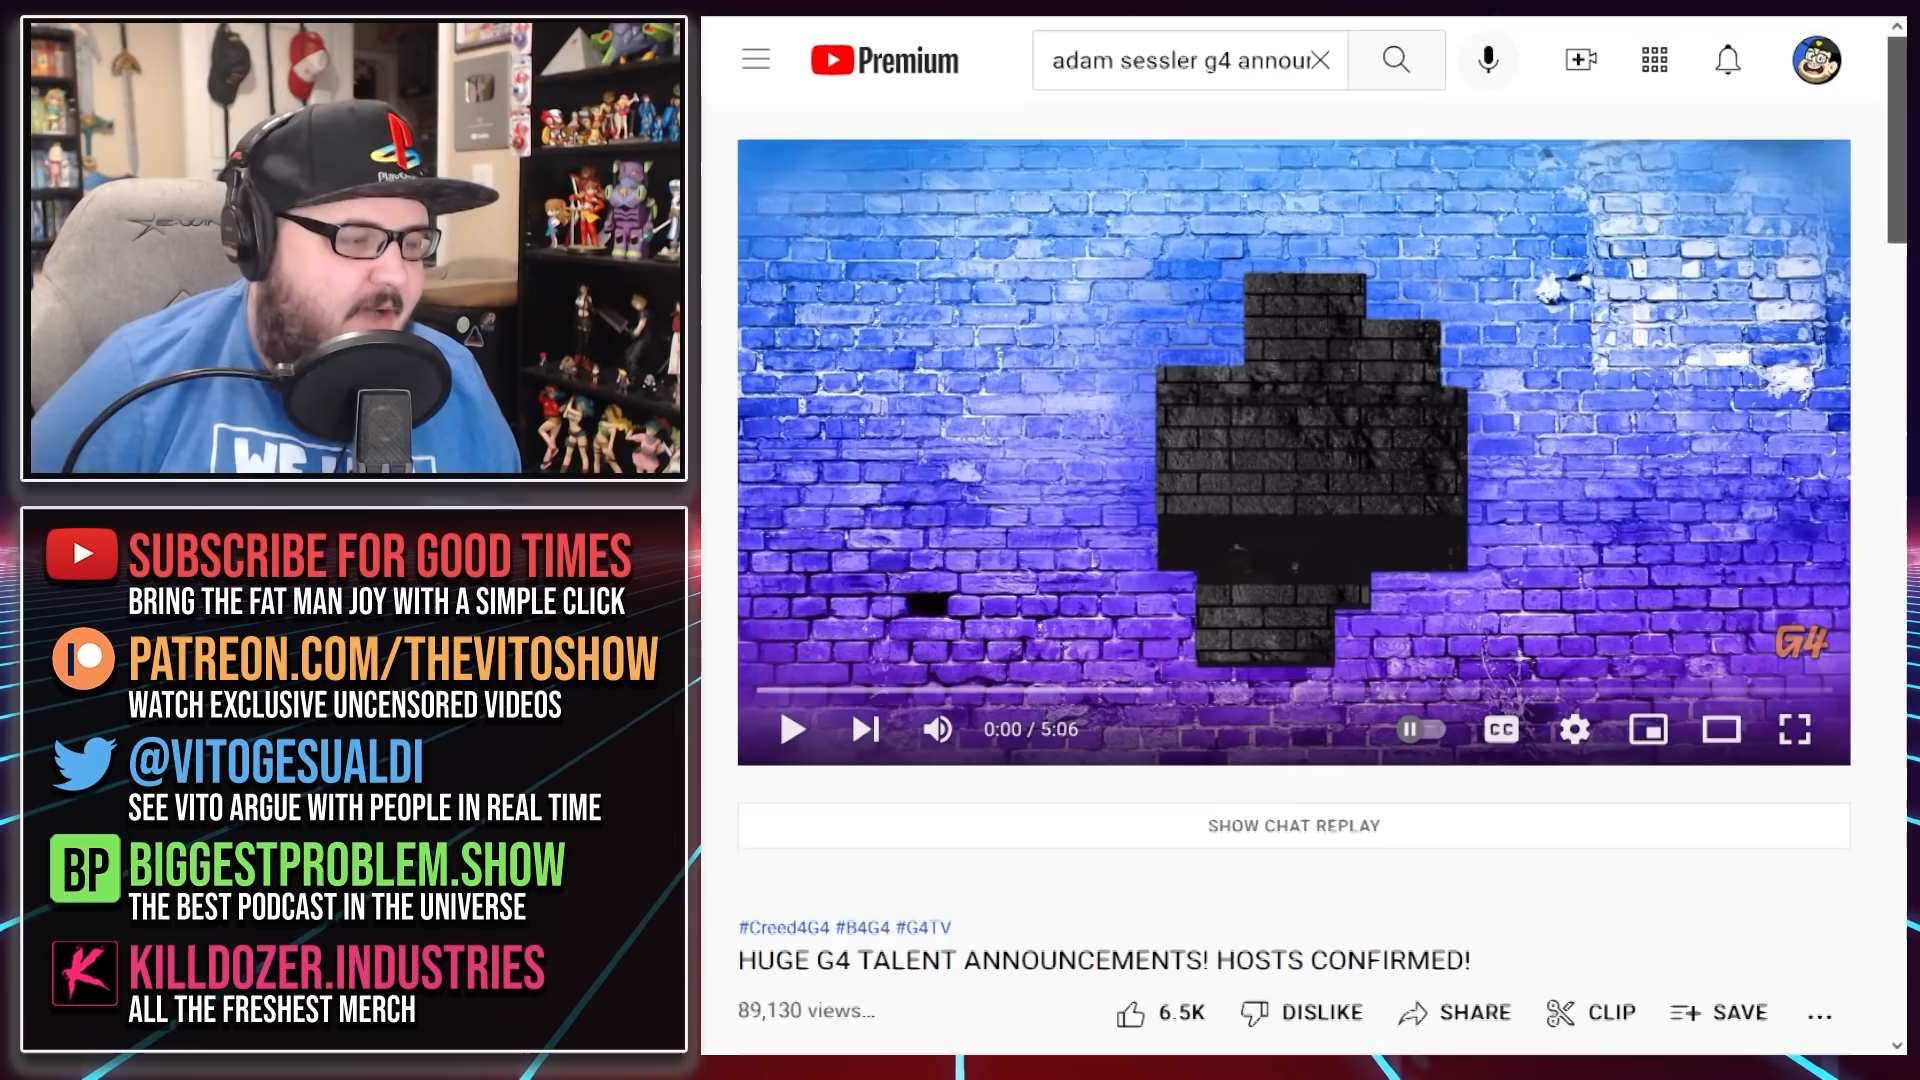 SUBSCRIBE FOR GOOD TIMES
BRING THE FAT MAN JOY WITH A SIMPLE CLICK
PATREON.COM/THEVITOSHOW
WATCH EXCLUSIVE UNCENSORED VIDEOS
@VITOGESUALDI
SEE VITO ARGUE WITH PEOPLE IN REAL TIME
BP BIGGESTPROBLEM.SHOW
THE BEST PODCAST IN THE UNIVERSE
K KILLDOZER.INDUSTRIES
ALL THE FRESHEST MERCH
Premium
adam sessler g4 annou
G4
0:00 / 5:06
CC
SHOW CHAT REPLAY
#Creed4G4 #B4G4 #G4TV
HUGE G4 TALENT ANNOUNCEMENTS! HOSTS CONFIRMED!
89,130 views...
6.5K DISLIKE SHARE CLIP SAVE ...